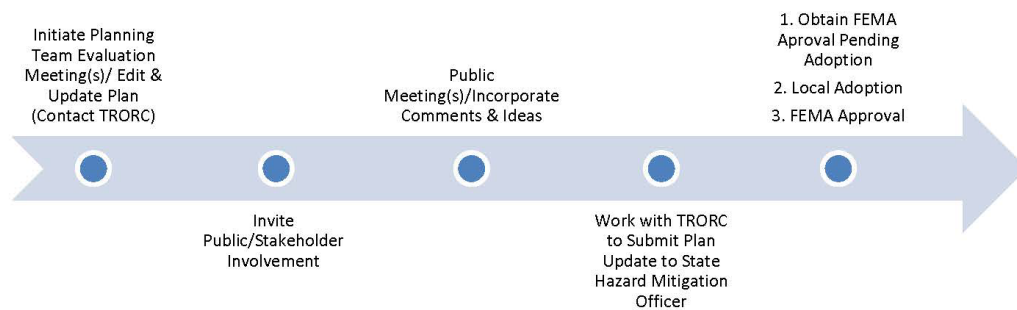 Initiate Planning
Team Evaluation
Meeting(s)/ Edit &
Update Plan
(Contact TRORC)
Invite
Public/Stakeholder
Involvement
Public
Meeting(s)/Incorporate
Comments & Ideas
Work with TRORC
to Submit Plan
Update to State
Hazard Mitigation
Officer
1. Obtain FEMA
Aproval Pending
Adoption
2. Local Adoption
3. FEMA Approval